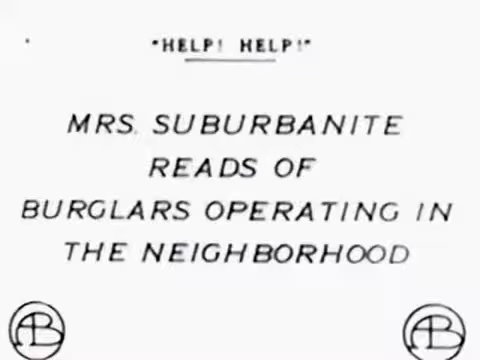 "HELP! HELP!"
MRS. SUBURBANITE
READS OF
BURGLARS OPERATING IN
THE NEIGHBORHOOD
AB AB